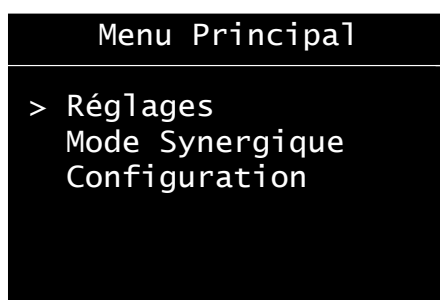 Menu Principal
> Réglages
Mode Synergique
Configuration